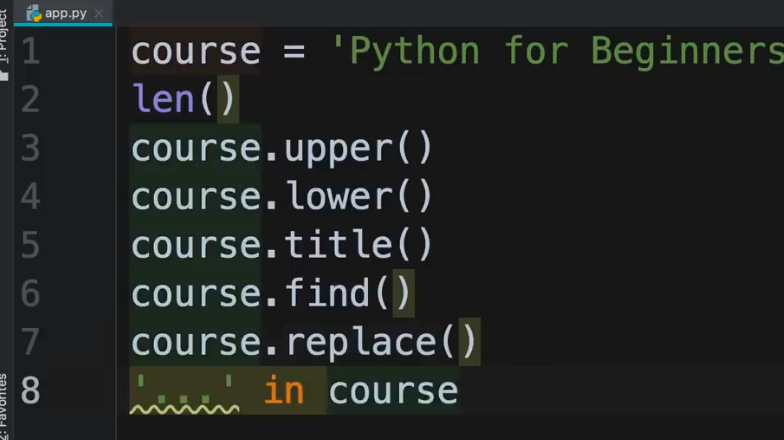 app.py
1: Project
1 course = 'Python for Beginners
2 len()
3 course.upper()
4 course.lower()
5 course.title()
6 course.find()
7 course.replace()
8 '...' in course
2: Favorites